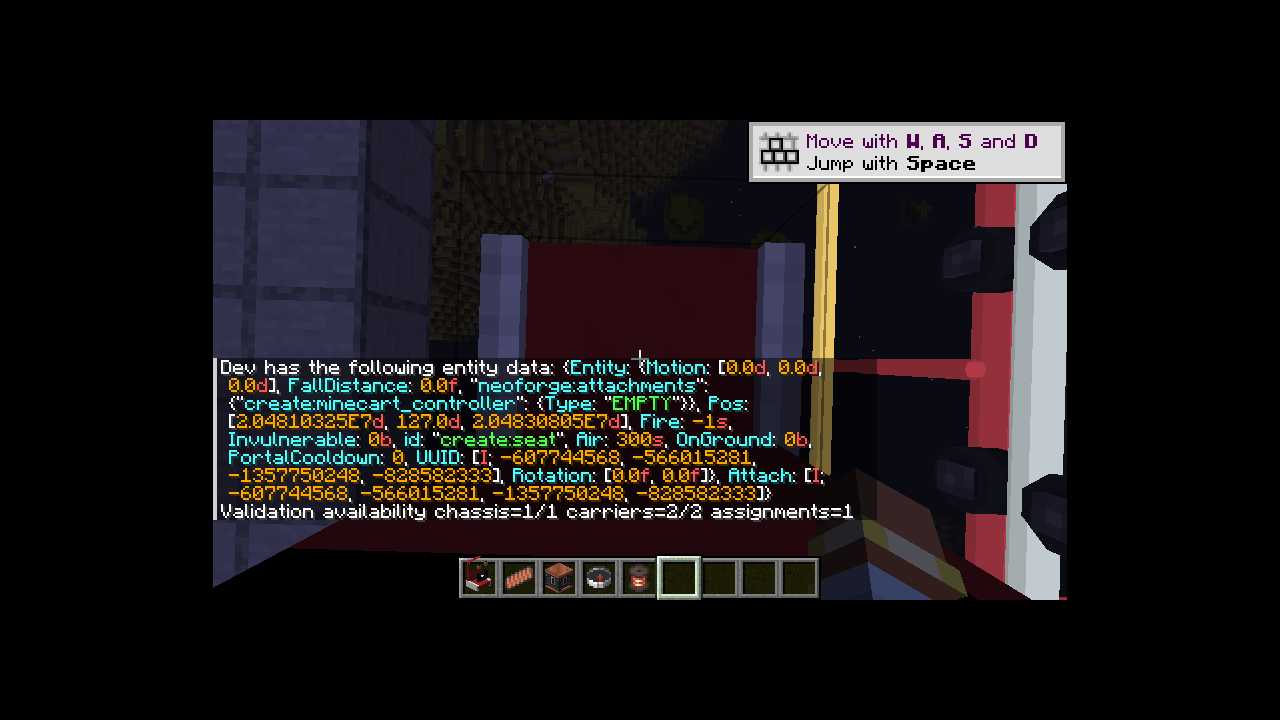 Move with W, A, S and D
Jump with Space
Dev has the following entity data: {Entity: {Motion: [0.0d, 0.0d,
0.0d], FallDistance: 0.0f, "neoforge:attachments":
{"create:minecart_controller": {Type: "EMPTY"}}, Pos:
[2.04810325E7d, 127.0d, 2.04830805E7d], Fire: -1s,
Invulnerable: 0b, id: "create:seat", Air: 300s, OnGround: 0b,
PortalCooldown: 0, UUID: [I; -607744568, -566015281,
-1357750248, -828582333], Rotation: [0.0f, 0.0f]}, Attach: [I;
-607744568, -566015281, -1357750248, -828582333]}
Validation availability chassis=1/1 carriers=2/2 assignments=1